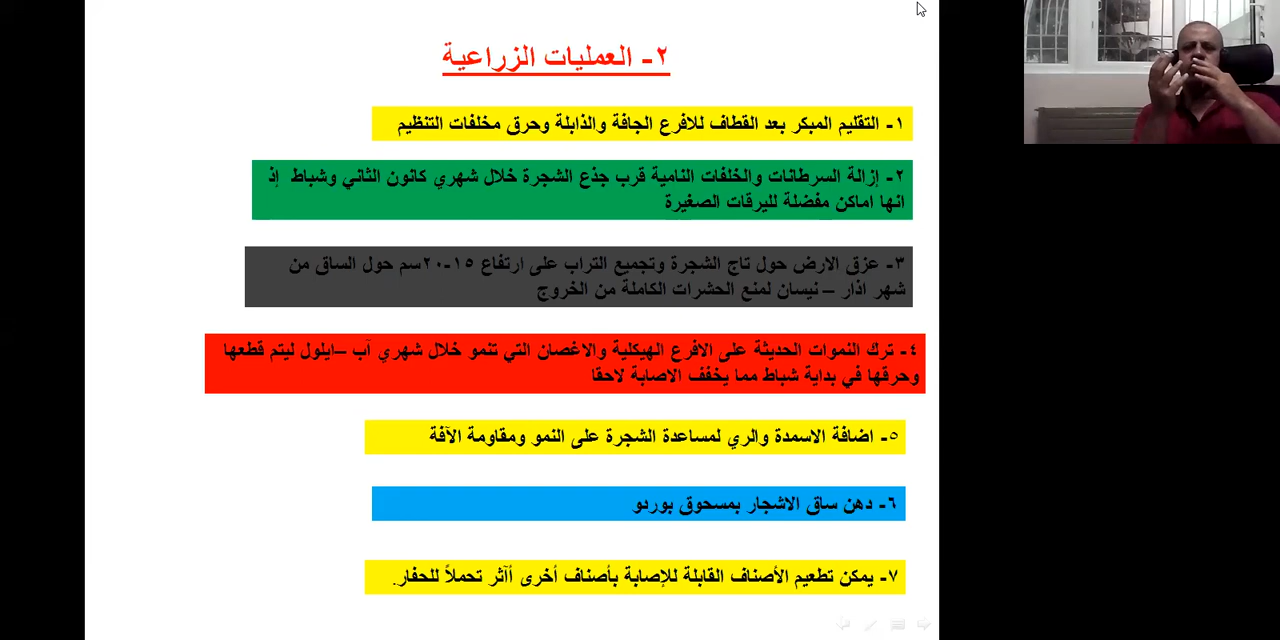 ٢- العمليات الزراعية
١- التقليم المبكر بعد القطاف للافرع الجافة والذابلة وحرق مخلفات التنظيم
٢- إزالة السرطانات والخلفات النامية قرب جذع الشجرة خلال شهري كانون الثاني وشباط إذ
انها اماكن مفضلة لليرقات الصغيرة
٣- عزق الارض حول تاج الشجرة وتجميع التراب على ارتفاع ١٥-٢٠سم حول الساق من
شهر اذار – نيسان لمنع الحشرات الكاملة من الخروج
٤- ترك النموات الحديثة على الافرع الهيكلية والاغصان التي تنمو خلال شهري آب –ايلول ليتم قطعها
وحرقها في بداية شباط مما يخفف الاصابة لاحقا
٥- اضافة الاسمدة والري لمساعدة الشجرة على النمو ومقاومة الآفة
٦- دهن ساق الاشجار بمسحوق بوردو
٧- يمكن تطعيم الأصناف القابلة للإصابة بأصناف أخرى أآثر تحملاً للحفار.